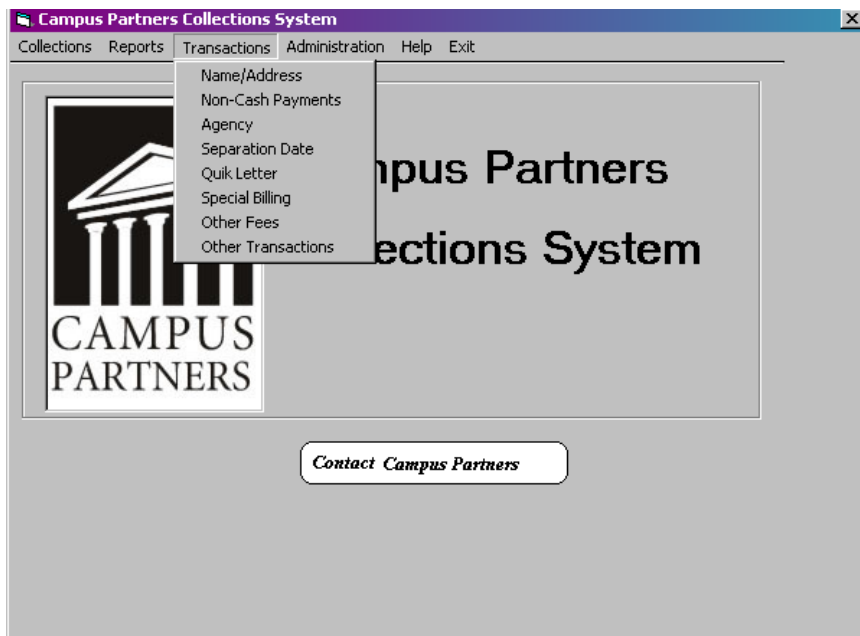 Campus Partners Collections System
Collections Reports Transactions Administration Help Exit
Name/Address
Non-Cash Payments
Agency
Separation Date
Quik Letter
Special Billing
Other Fees
Other Transactions
mpus Partners
ections System
CAMPUS
PARTNERS
Contact Campus Partners